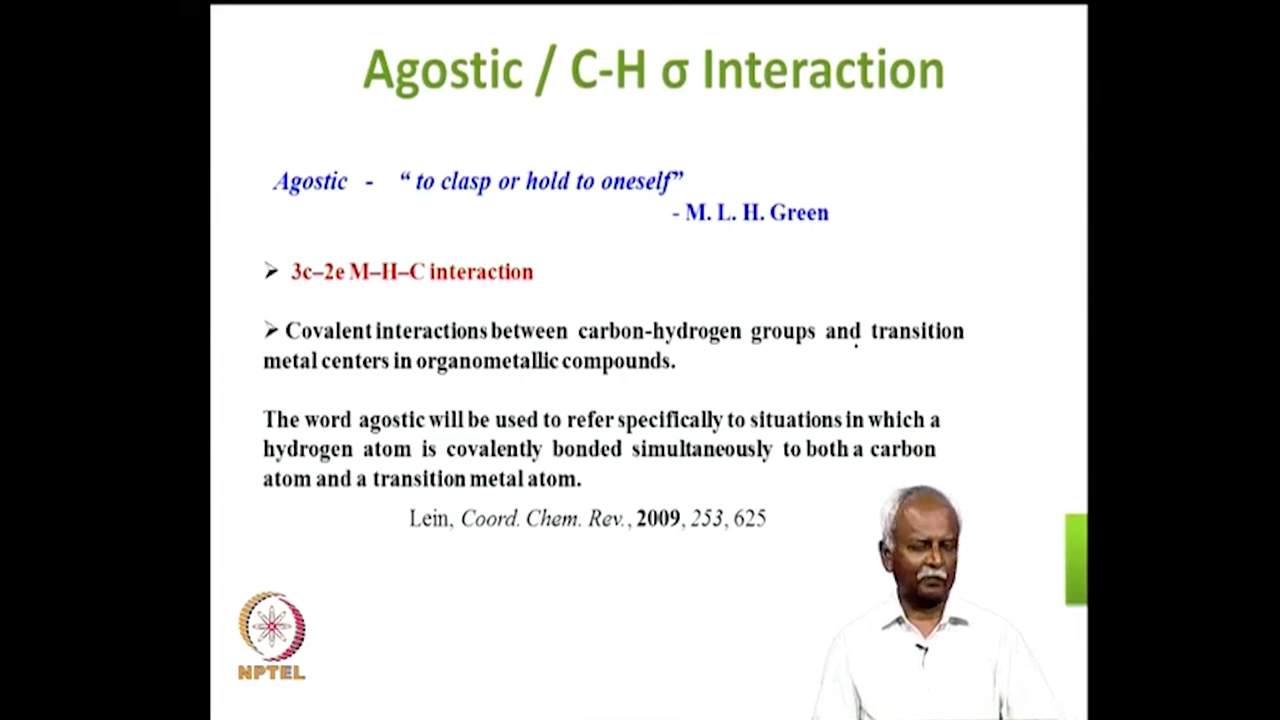 Agostic / C-H σ Interaction
Agostic - “ to clasp or hold to oneself”
- M. L. H. Green
➢ 3c–2e M–H–C interaction
➢ Covalent interactions between carbon-hydrogen groups and transition
metal centers in organometallic compounds.
The word agostic will be used to refer specifically to situations in which a
hydrogen atom is covalently bonded simultaneously to both a carbon
atom and a transition metal atom.
Lein, Coord. Chem. Rev., 2009, 253, 625
NPTEL